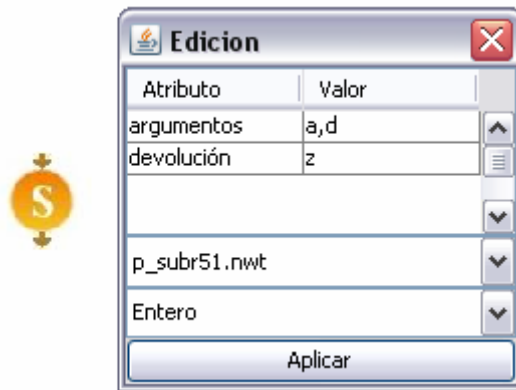 Edicion
Atributo Valor
argumentos a,d
devolución z
S
p_subr51.nwt
Entero
Aplicar